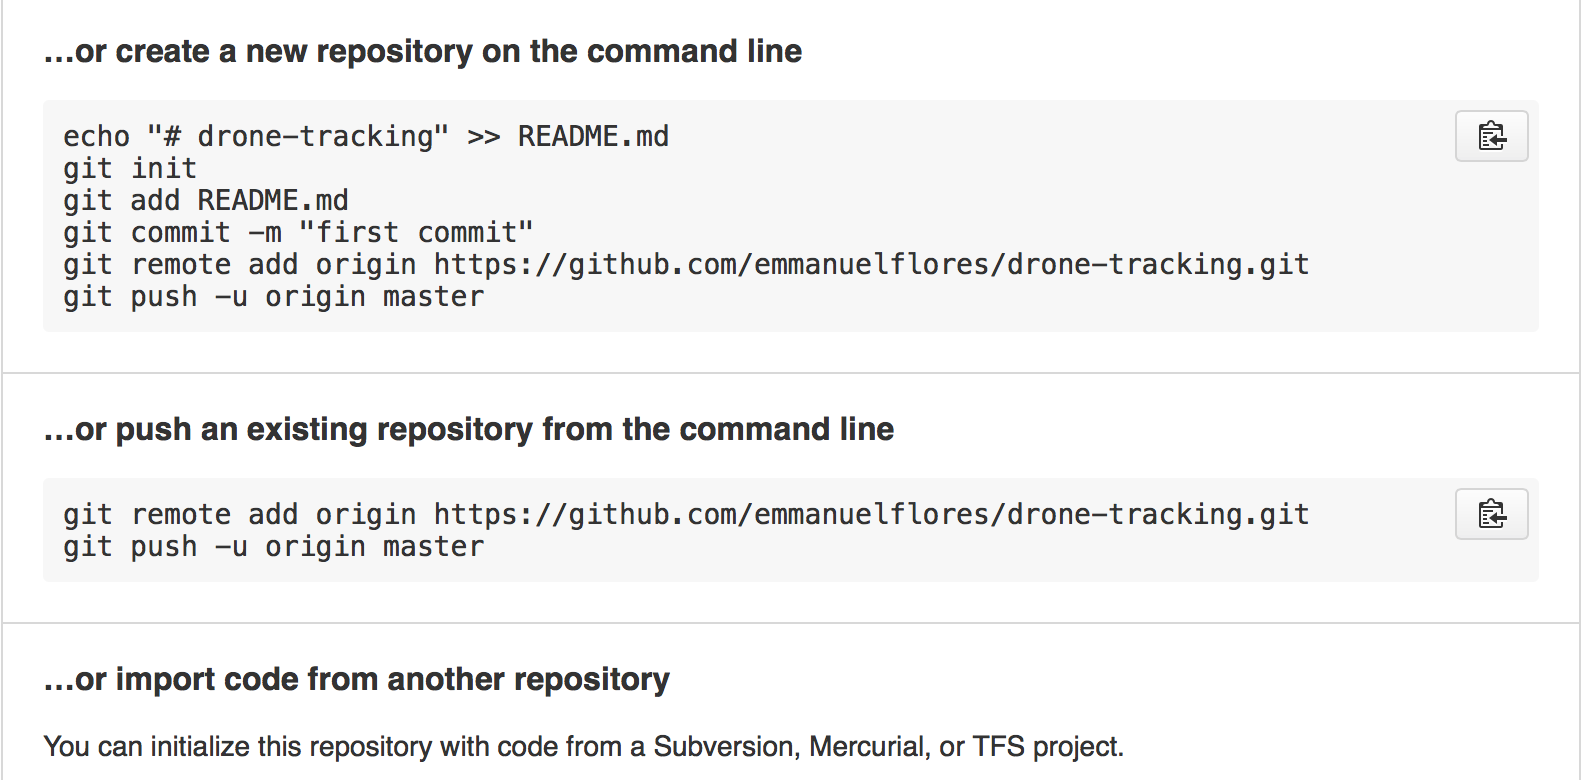 ...or create a new repository on the command line
echo "# drone-tracking" >> README.md
git init
git add README.md
git commit -m "first commit"
git remote add origin https://github.com/emmanuelflores/drone-tracking.git
git push -u origin master
...or push an existing repository from the command line
git remote add origin https://github.com/emmanuelflores/drone-tracking.git
git push -u origin master
...or import code from another repository
You can initialize this repository with code from a Subversion, Mercurial, or TFS project.